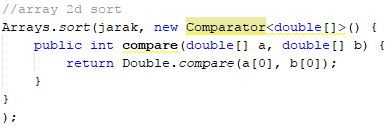 //array 2d sort
Arrays.sort(jarak, new Comparator<double[]>() {
    public int compare(double[] a, double[] b) {
        return Double.compare(a[0], b[0]);
    }
}
);